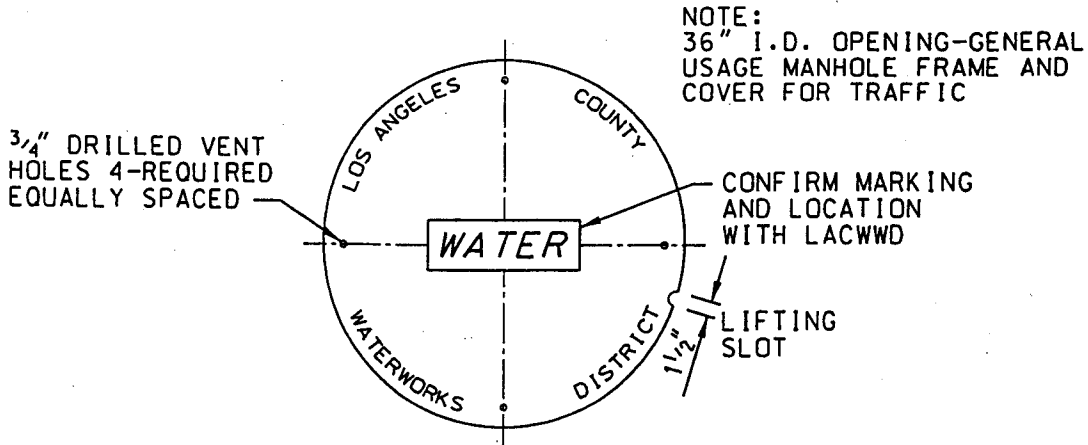 NOTE:
36" I.D. OPENING-GENERAL
USAGE MANHOLE FRAME AND
COVER FOR TRAFFIC
3/4" DRILLED VENT
HOLES 4-REQUIRED
EQUALLY SPACED
LOS ANGELES
COUNTY
WATER
CONFIRM MARKING
AND LOCATION
WITH LACWWD
WATERWORKS
DISTRICT
1 1/2"
LIFTING
SLOT